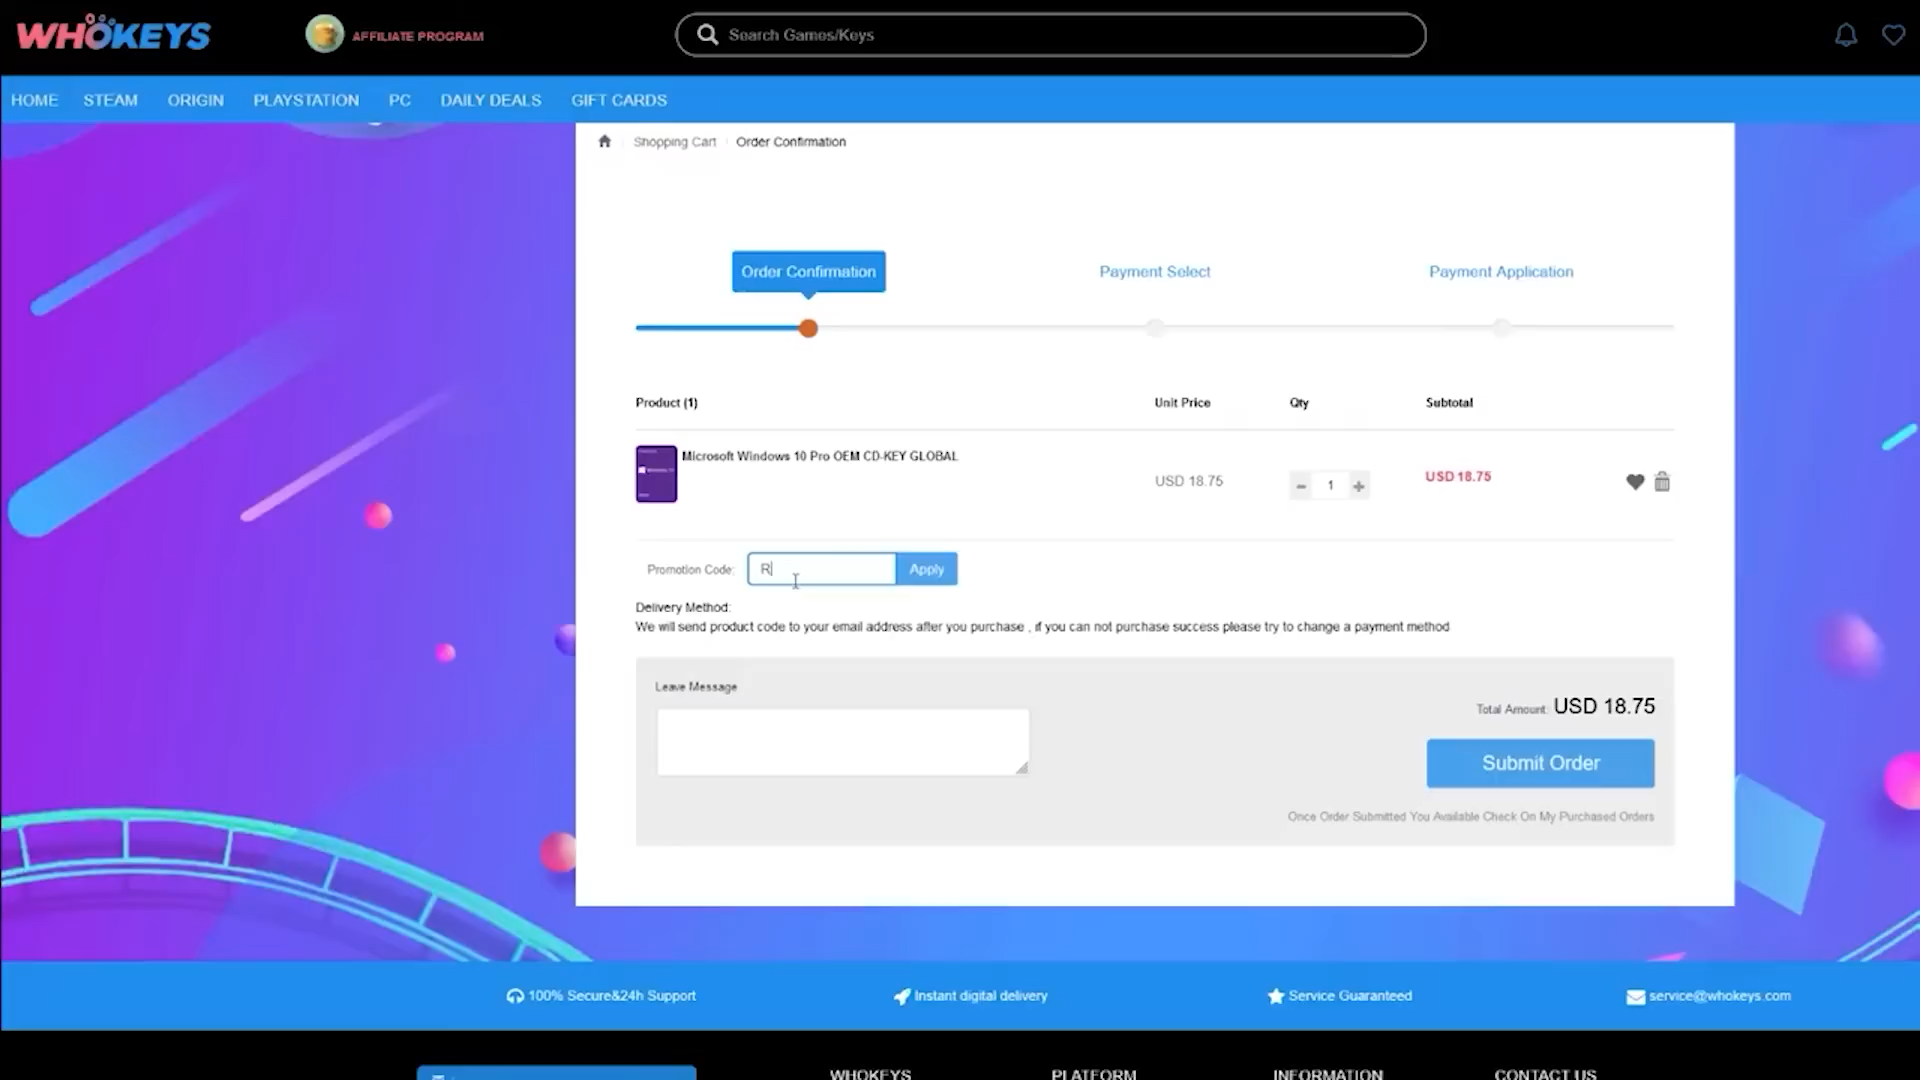 WHOKEYS
AFFILIATE PROGRAM
Search Games/Keys
HOME STEAM ORIGIN PLAYSTATION PC DAILY DEALS GIFT CARDS
Shopping Cart Order Confirmation
Order Confirmation Payment Select Payment Application
Product (1) Unit Price Qty Subtotal
Microsoft Windows 10 Pro OEM CD-KEY GLOBAL
USD 18.75 - 1 + USD 18.75
Promotion Code: R Apply
Delivery Method:
We will send product code to your email address after you purchase , if you can not purchase success please try to change a payment method
Leave Message
Total Amount: USD 18.75
Submit Order
Once Order Submitted You Available Check On My Purchased Orders
100% Secure&24h Support Instant digital delivery Service Guaranteed service@whokeys.com
WHOKEYS PLATFORM INFORMATION CONTACT US